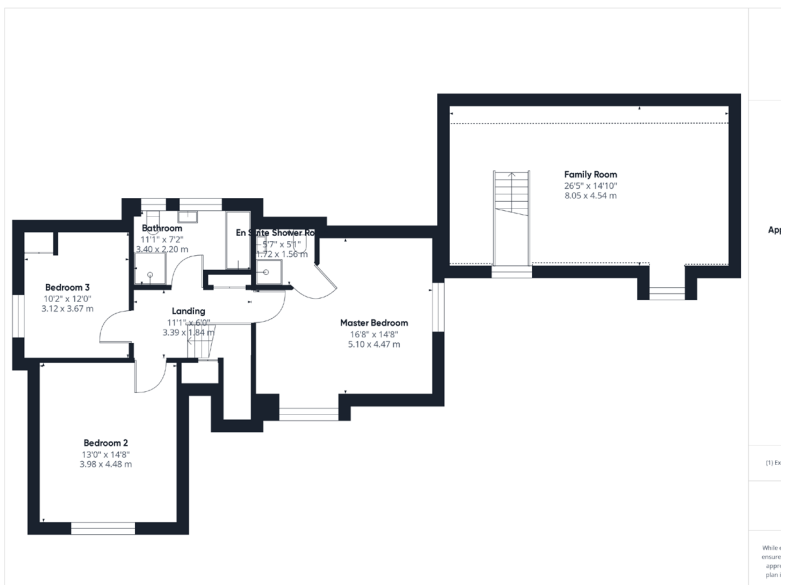 Family Room
26'5" x 14'10"
8.05 x 4.54 m
App
Bathroom
11'1" x 7'2"
3.40 x 2.20 m
En Suite Shower Ro
5'7" x 5'1"
1.72 x 1.56 m
Bedroom 3
10'2" x 12'0"
3.12 x 3.67 m
Landing
11'1" x 6'0"
3.39 x 1.84 m
Master Bedroom
16'8" x 14'8"
5.10 x 4.47 m
Bedroom 2
13'0" x 14'8"
3.98 x 4.48 m
(1) Ex
While e
ensure
appro
plan i